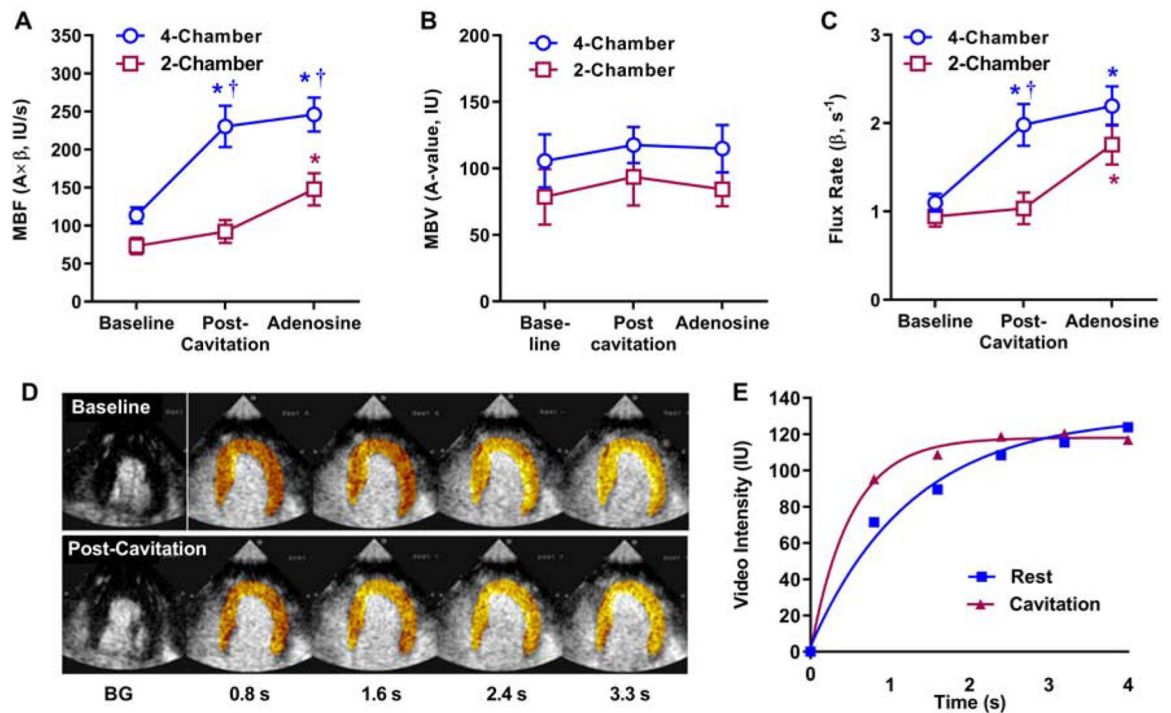 A
4-Chamber
2-Chamber
MBF (A× β, IU/s)
400
350
300
250
200
150
100
50
0
* †
* †
*
Baseline
Post-
Cavitation
Adenosine
B
4-Chamber
2-Chamber
MBV (A-value, IU)
200
150
100
50
0
Base-
line
Post
cavitation
Adenosine
C
4-Chamber
2-Chamber
Flux Rate (β, s-1)
3
2
1
0
* †
*
*
Baseline
Post-
Cavitation
Adenosine
D
Baseline
Post-Cavitation
BG
0.8 s
1.6 s
2.4 s
3.3 s
E
Video Intensity (IU)
140
120
100
80
60
40
20
0
Rest
Cavitation
0
1
2
3
4
Time (s)